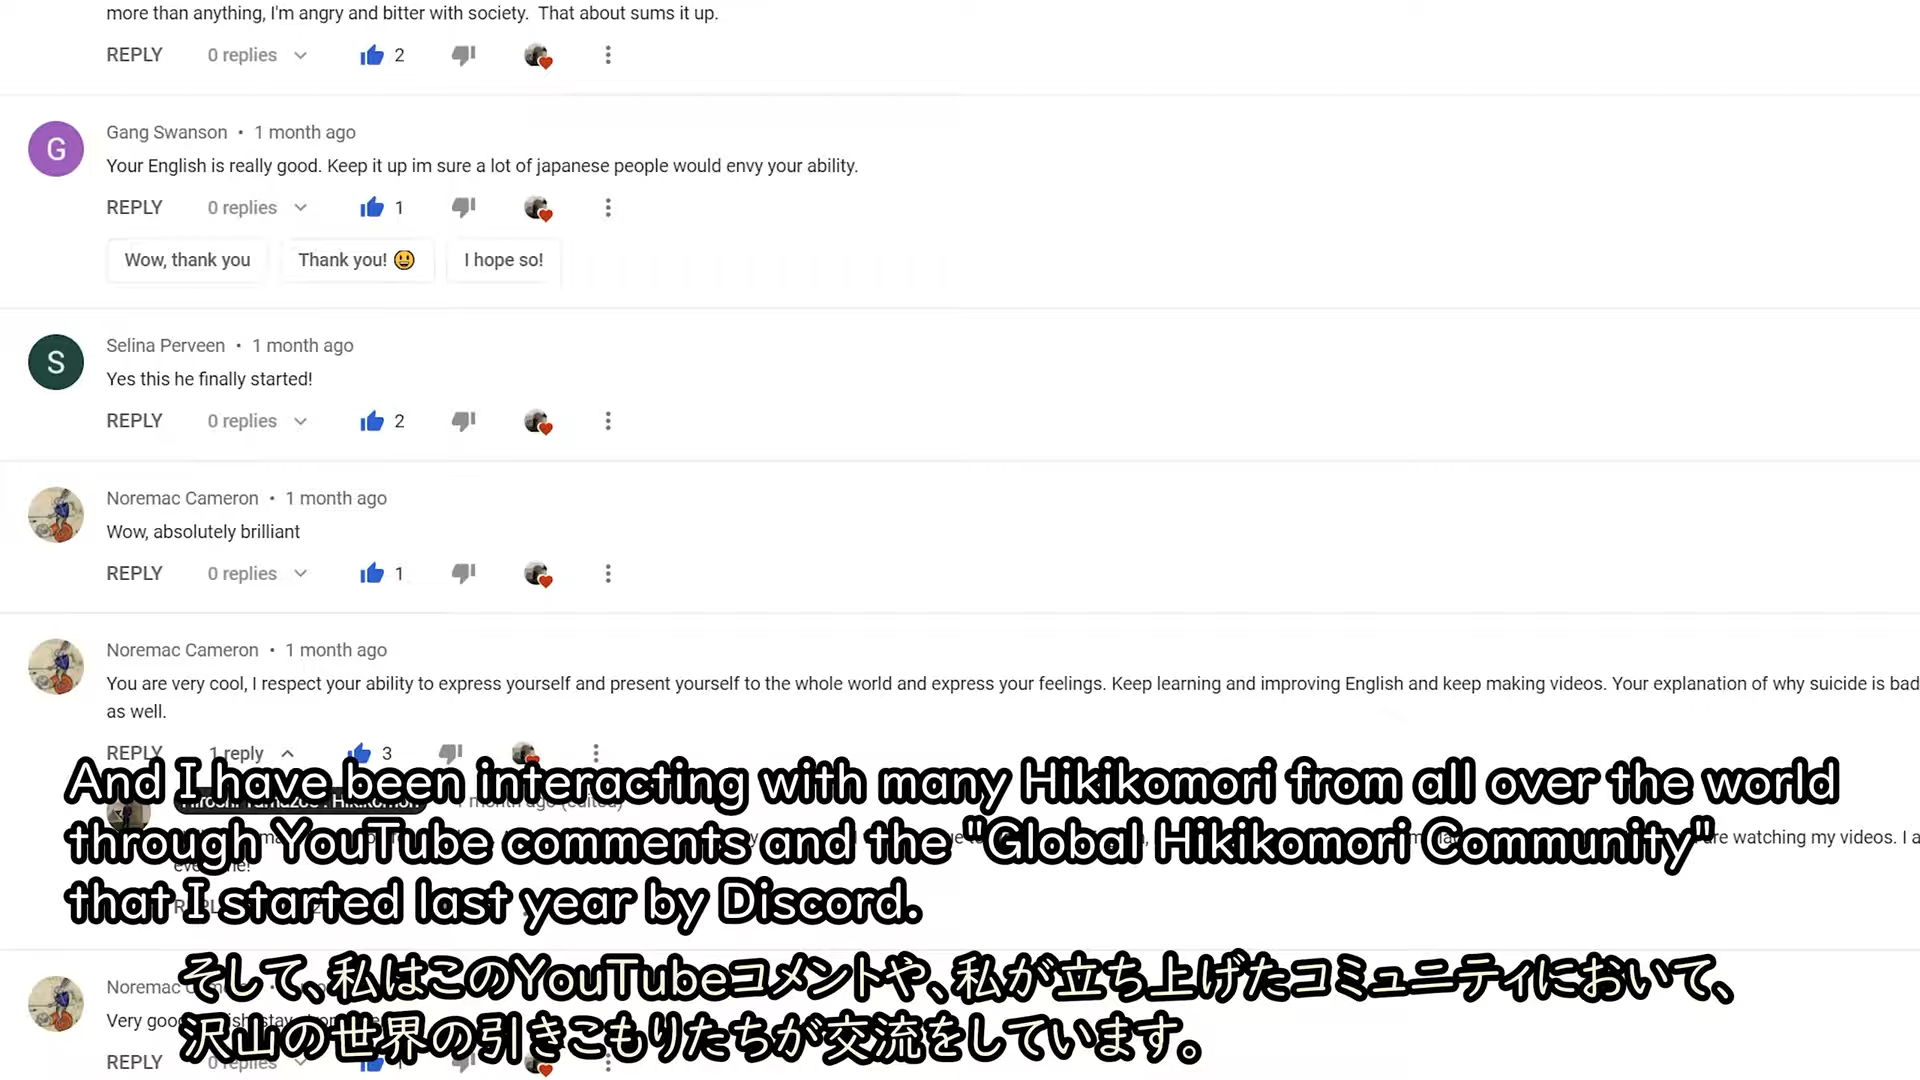 more than anything, I'm angry and bitter with society.  That about sums it up.
REPLY 0 replies 2
G
Gang Swanson • 1 month ago
Your English is really good. Keep it up im sure a lot of japanese people would envy your ability.
REPLY 0 replies 1
Wow, thank you Thank you! 😃 I hope so!
S
Selina Perveen • 1 month ago
Yes this he finally started!
REPLY 0 replies 2
Noremac Cameron • 1 month ago
Wow, absolutely brilliant
REPLY 0 replies 1
Noremac Cameron • 1 month ago
You are very cool, I respect your ability to express yourself and present yourself to the whole world and express your feelings. Keep learning and improving English and keep making videos. Your explanation of why suicide is bad
as well.
REPLY 1 reply 3
And I have been interacting with many Hikikomori from all over the world
through YouTube comments and the "Global Hikikomori Community"
are watching my videos. I a
that I started last year by Discord.
そして、私はこのYouTubeコメントや、私が立ち上げたコミュニティにおいて、
沢山の世界の引きこもりたちが交流をしています。
Very good
REPLY 0 replies